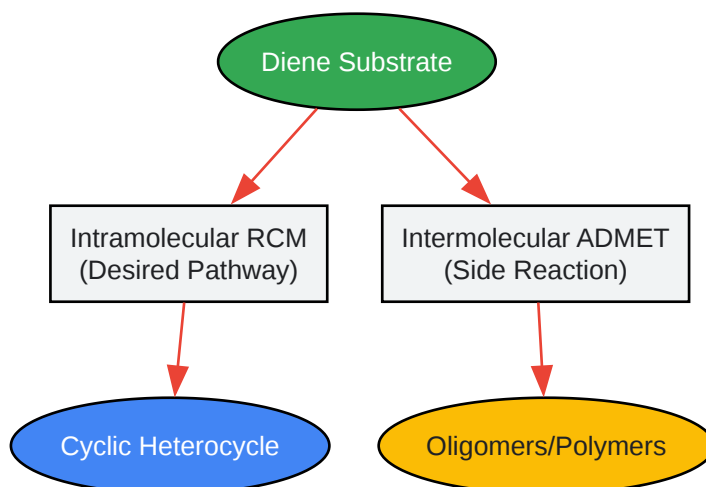 Diene Substrate
Intramolecular RCM
(Desired Pathway)
Intermolecular ADMET
(Side Reaction)
Cyclic Heterocycle
Oligomers/Polymers